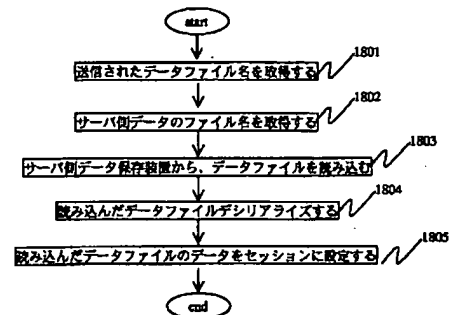 start
送信されたデータファイル名を取得する
1801
サーバ側データのファイル名を取得する
1802
サーバ側データ保存装置から、データファイルを読み込む
1803
読み込んだデータファイルデシリアライズする
1804
読み込んだデータファイルのデータをセッションに設定する
1805
end